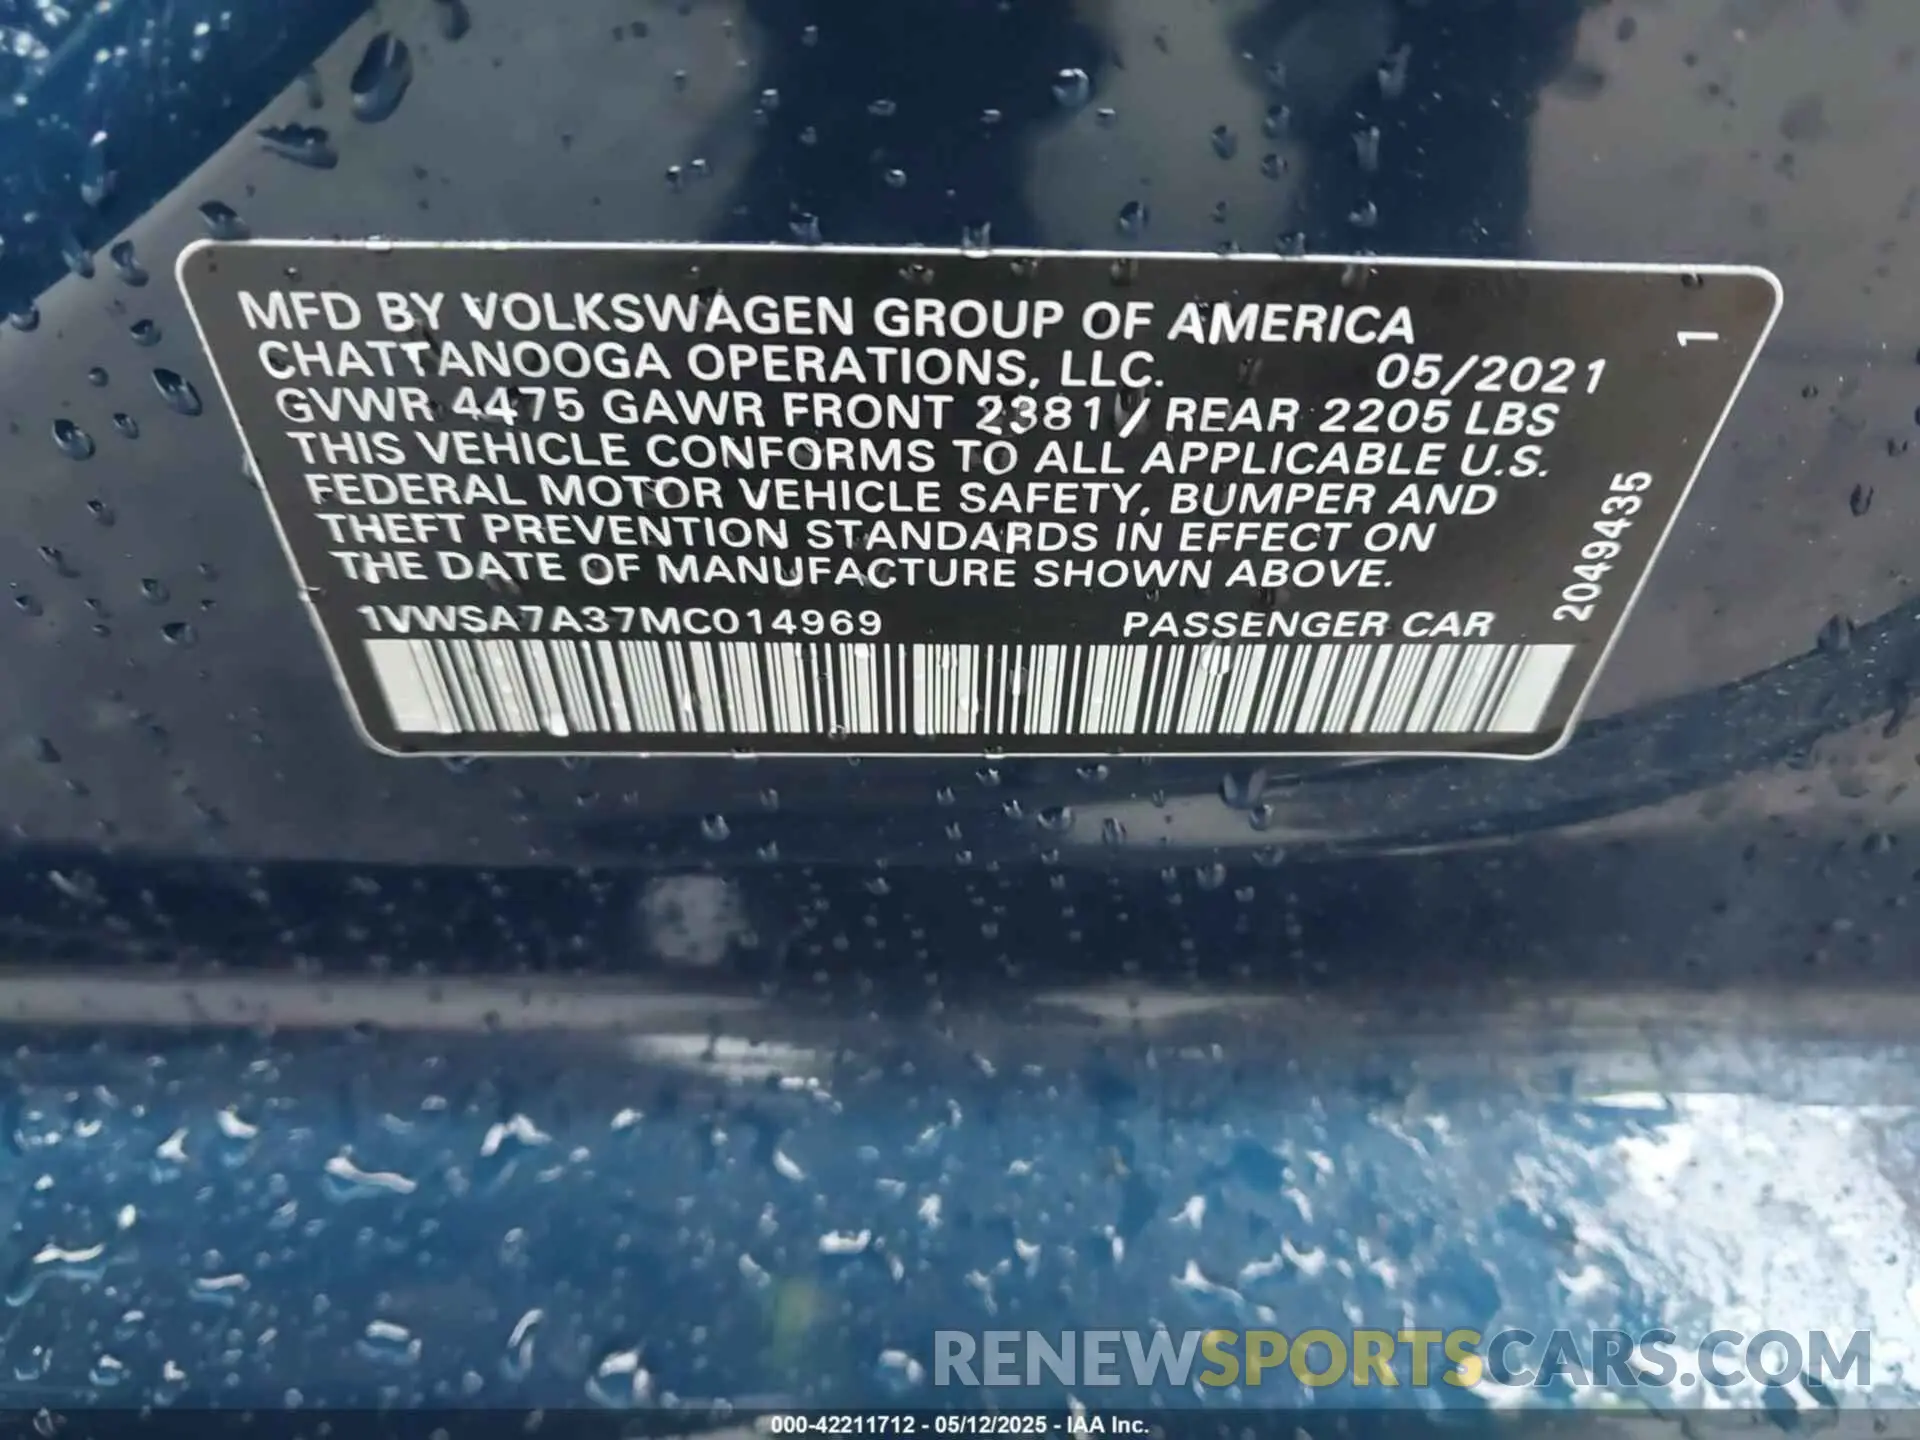 MFD BY VOLKSWAGEN GROUP OF AMERICA
CHATTANOOGA OPERATIONS, LLC. 05/2021
GVWR 4475 GAWR FRONT 2381 / REAR 2205 LBS
THIS VEHICLE CONFORMS TO ALL APPLICABLE U.S.
FEDERAL MOTOR VEHICLE SAFETY, BUMPER AND
THEFT PREVENTION STANDARDS IN EFFECT ON
THE DATE OF MANUFACTURE SHOWN ABOVE.
1VWSA7A37MC014969 PASSENGER CAR
2049435
1
RENEWSPORTSCARS.COM
000-42211712 - 05/12/2025 - IAA Inc.